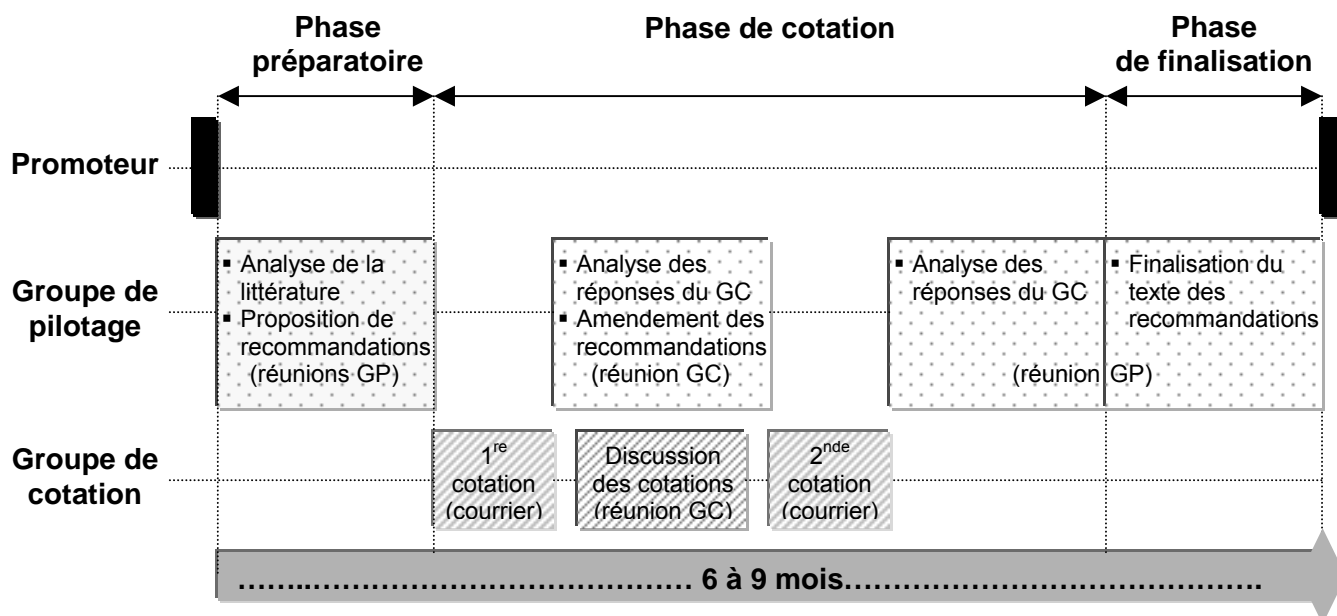 Phase
préparatoire
Phase de cotation
Phase
de finalisation
Promoteur
Groupe de
pilotage
▪ Analyse de la
littérature
▪ Proposition de
recommandations
(réunions GP)
▪ Analyse des
réponses du GC
▪ Amendement des
recommandations
(réunion GC)
▪ Analyse des
réponses du GC
▪ Finalisation du
texte des
recommandations
(réunion GP)
Groupe de
cotation
1re
cotation
(courrier)
Discussion
des cotations
(réunion GC)
2nde
cotation
(courrier)
…….....…………………………………… 6 à 9 mois…………………………………………..